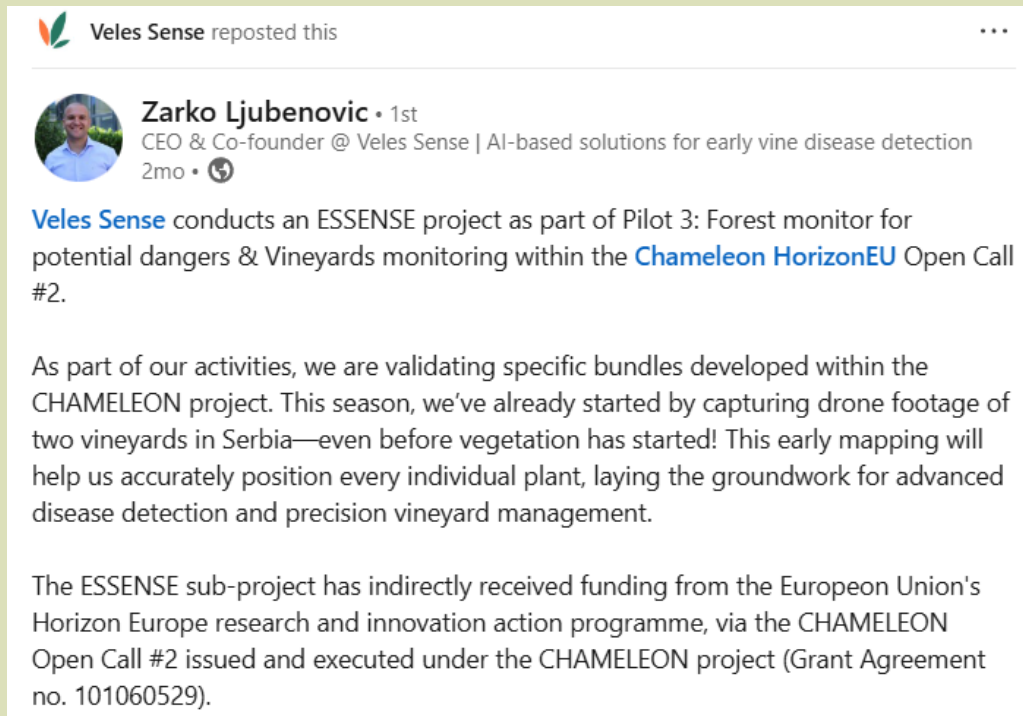 Veles Sense reposted this
Zarko Ljubenovic • 1st
CEO & Co-founder @ Veles Sense | AI-based solutions for early vine disease detection
2mo •
Veles Sense conducts an ESSENSE project as part of Pilot 3: Forest monitor for
potential dangers & Vineyards monitoring within the Chameleon HorizonEU Open Call
#2.
As part of our activities, we are validating specific bundles developed within the
CHAMELEON project. This season, we've already started by capturing drone footage of
two vineyards in Serbia—even before vegetation has started! This early mapping will
help us accurately position every individual plant, laying the groundwork for advanced
disease detection and precision vineyard management.
The ESSENSE sub-project has indirectly received funding from the Europeon Union's
Horizon Europe research and innovation action programme, via the CHAMELEON
Open Call #2 issued and executed under the CHAMELEON project (Grant Agreement
no. 101060529).